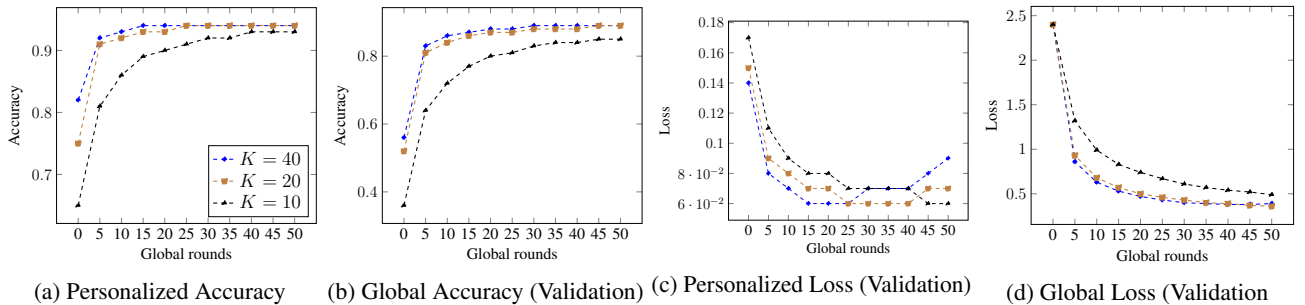 0.9
0.8
0.7
Accuracy
0 5 10 15 20 25 30 35 40 45 50
Global rounds
K = 40
K = 20
K = 10
(a) Personalized Accuracy
0.8
0.6
0.4
Accuracy
0 5 10 15 20 25 30 35 40 45 50
Global rounds
(b) Global Accuracy (Validation)
0.18
0.16
0.14
0.12
0.1
8 · 10⁻²
6 · 10⁻²
Loss
0 5 10 15 20 25 30 35 40 45 50
Global rounds
(c) Personalized Loss (Validation)
2.5
2
1.5
1
0.5
Loss
0 5 10 15 20 25 30 35 40 45 50
Global rounds
(d) Global Loss (Validation